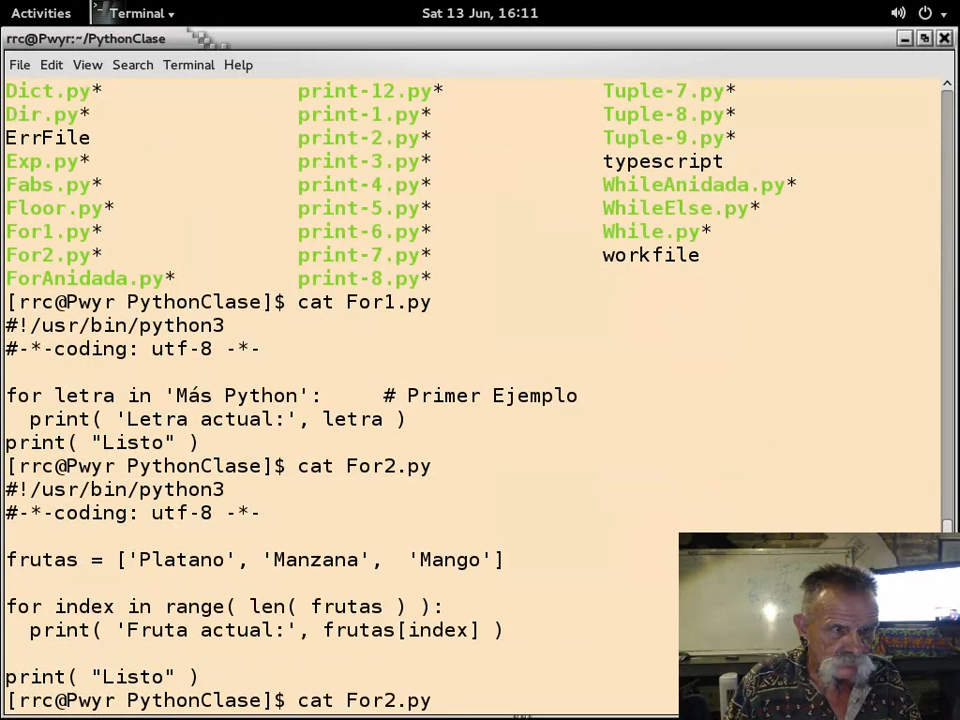 Activities Terminal Sat 13 Jun, 16:11
rrc@Pwyr:~/PythonClase
File Edit View Search Terminal Help
Dict.py* print-12.py* Tuple-7.py*
Dir.py* print-1.py* Tuple-8.py*
ErrFile print-2.py* Tuple-9.py*
Exp.py* print-3.py* typescript
Fabs.py* print-4.py* WhileAnidada.py*
Floor.py* print-5.py* WhileElse.py*
For1.py* print-6.py* While.py*
For2.py* print-7.py* workfile
ForAnidada.py* print-8.py*
[rrc@Pwyr PythonClase]$ cat For1.py
#!/usr/bin/python3
#-*-coding: utf-8 -*-
for letra in 'Más Python':     # Primer Ejemplo
  print( 'Letra actual:', letra )
print( "Listo" )
[rrc@Pwyr PythonClase]$ cat For2.py
#!/usr/bin/python3
#-*-coding: utf-8 -*-
frutas = ['Platano', 'Manzana',  'Mango']
for index in range( len( frutas ) ):
  print( 'Fruta actual:', frutas[index] )
print( "Listo" )
[rrc@Pwyr PythonClase]$ cat For2.py